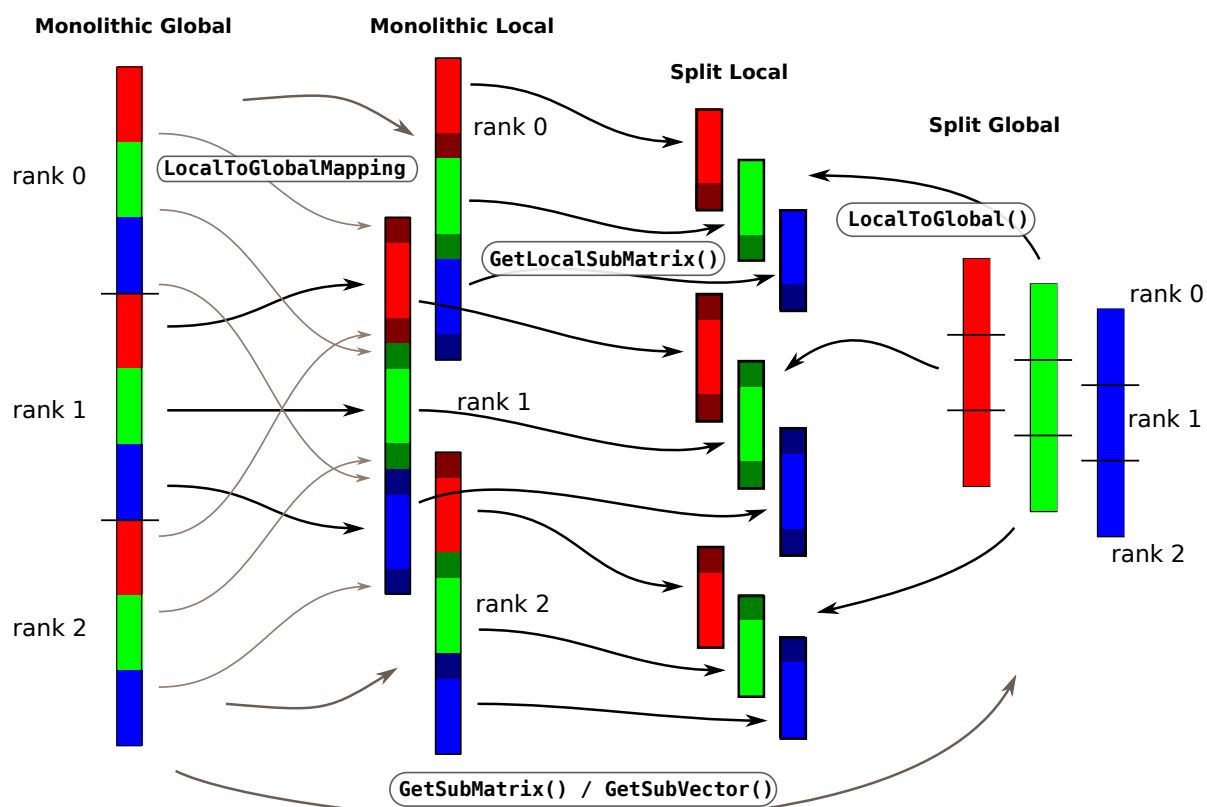 Monolithic Global
Monolithic Local
Split Local
Split Global
rank 0
LocalToGlobalMapping
rank 0
LocalToGlobal()
GetLocalSubMatrix()
rank 0
rank 1
rank 1
rank 1
rank 2
rank 2
rank 2
GetSubMatrix() / GetSubVector()